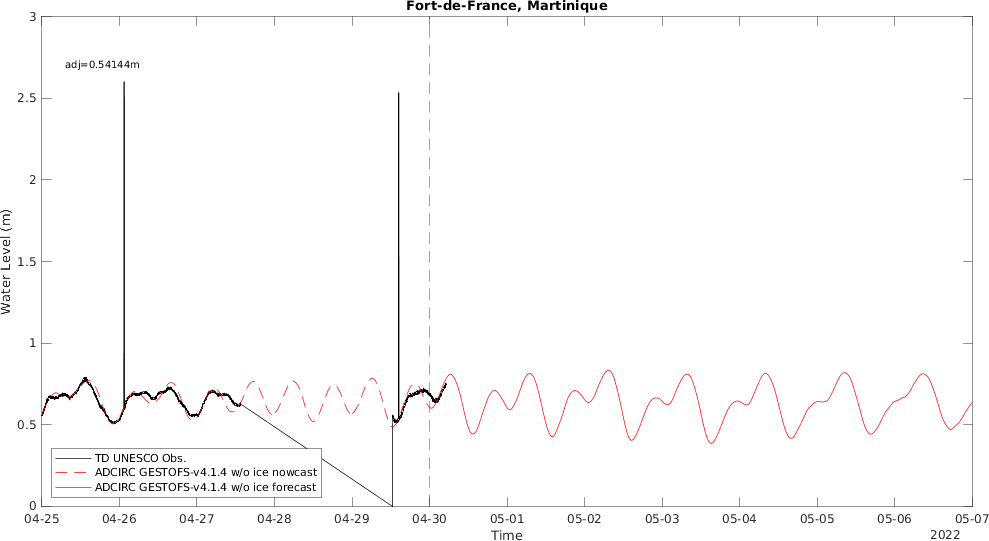 Fort-de-France, Martinique
adj=0.54144m
3
2.5
2
1.5
1
0.5
0
Water Level (m)
TD UNESCO Obs.
ADCIRC GESTOFS-v4.1.4 w/o ice nowcast
ADCIRC GESTOFS-v4.1.4 w/o ice forecast
04-25 04-26 04-27 04-28 04-29 04-30 05-01 05-02 05-03 05-04 05-05 05-06 05-07
Time
2022